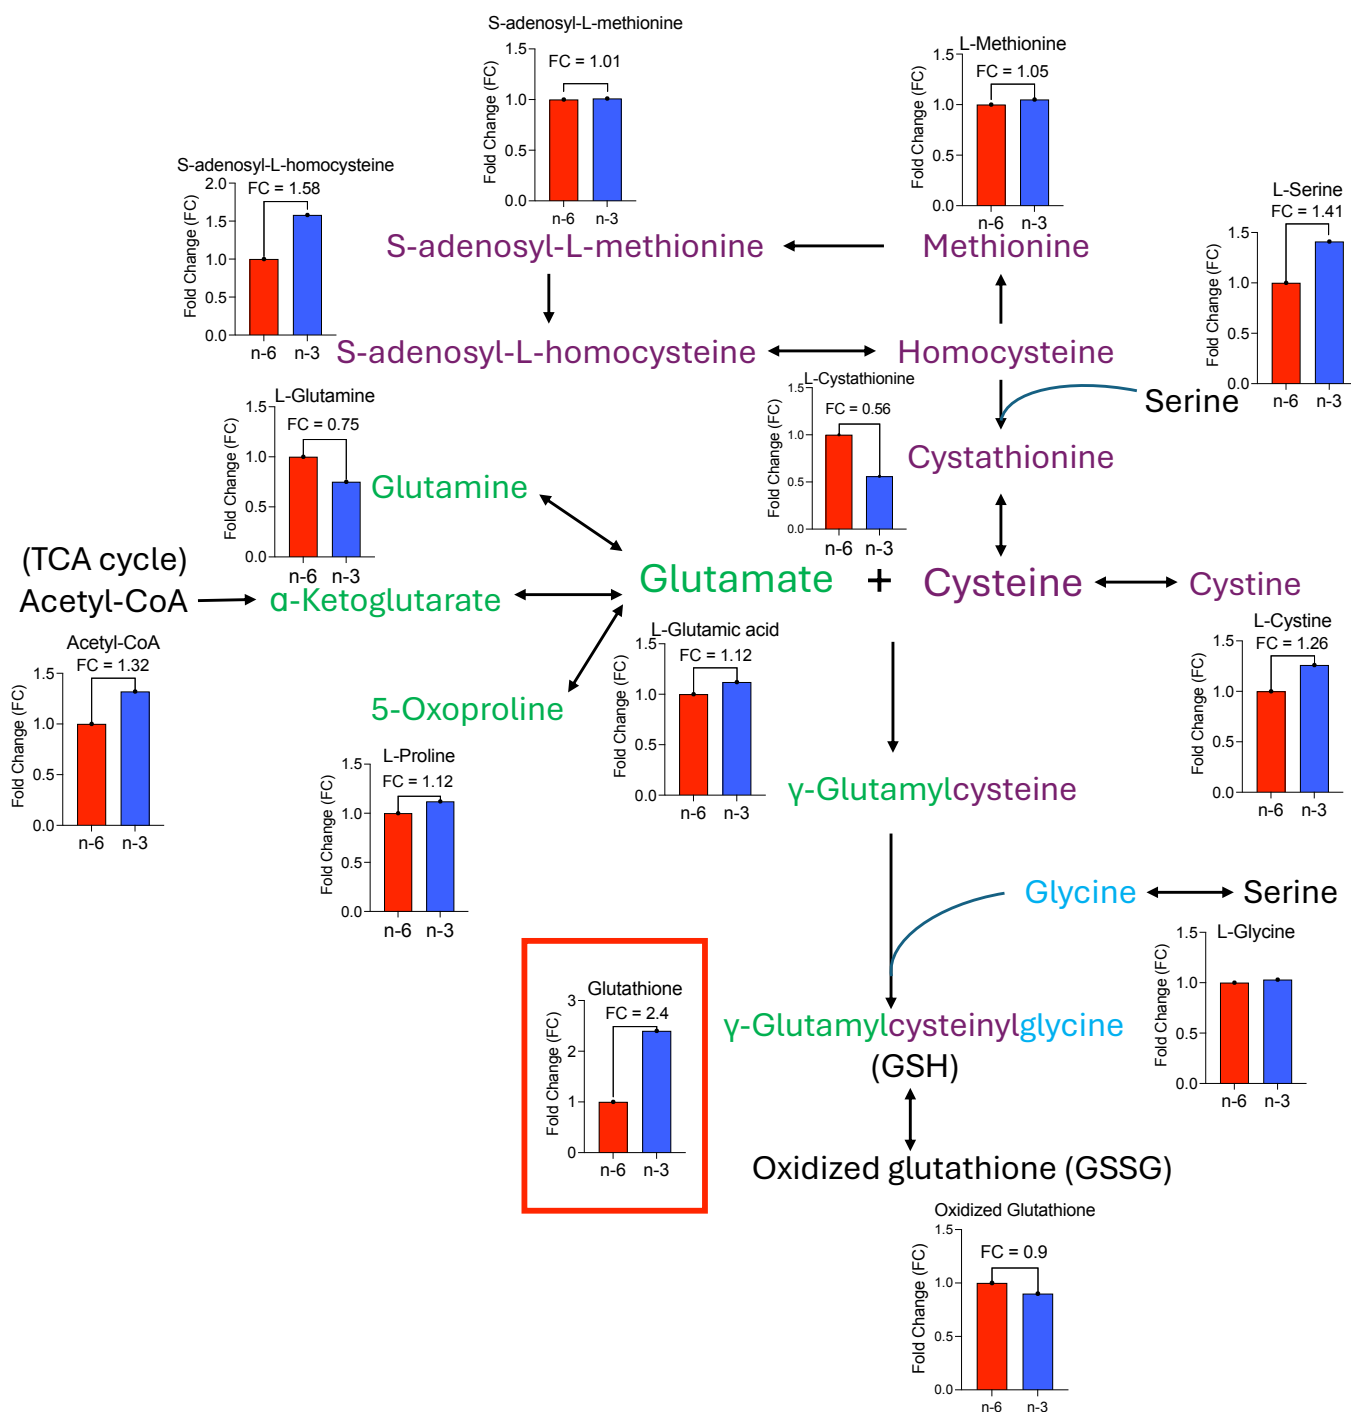 S-adenosyl-L-methionine
FC = 1.01
Fold Change (FC)
1.5
1.0
0.5
0.0
n-6 n-3
L-Methionine
FC = 1.05
Fold Change (FC)
1.5
1.0
0.5
0.0
n-6 n-3
S-adenosyl-L-homocysteine
FC = 1.58
Fold Change (FC)
2.0
1.5
1.0
0.5
0.0
n-6 n-3
L-Serine
FC = 1.41
Fold Change (FC)
1.5
1.0
0.5
0.0
n-6 n-3
S-adenosyl-L-methionine
Methionine
S-adenosyl-L-homocysteine
Homocysteine
Serine
L-Glutamine
FC = 0.75
Fold Change (FC)
1.5
1.0
0.5
0.0
n-6 n-3
L-Cystathionine
FC = 0.56
Fold Change (FC)
1.5
1.0
0.5
0.0
n-6 n-3
Cystathionine
Glutamine
(TCA cycle)
Acetyl-CoA
α-Ketoglutarate
Glutamate + Cysteine
Cystine
Acetyl-CoA
FC = 1.32
Fold Change (FC)
1.5
1.0
0.5
0.0
n-6 n-3
L-Glutamic acid
FC = 1.12
Fold Change (FC)
1.5
1.0
0.5
0.0
n-6 n-3
L-Cystine
FC = 1.26
Fold Change (FC)
1.5
1.0
0.5
0.0
n-6 n-3
5-Oxoproline
L-Proline
FC = 1.12
Fold Change (FC)
1.5
1.0
0.5
0.0
n-6 n-3
γ-Glutamylcysteine
Glycine
Serine
L-Glycine
Fold Change (FC)
1.5
1.0
0.5
0.0
n-6 n-3
Glutathione
FC = 2.4
Fold Change (FC)
3
2
1
0
n-6 n-3
γ-Glutamylcysteinylglycine
(GSH)
Oxidized glutathione (GSSG)
Oxidized Glutathione
FC = 0.9
Fold Change (FC)
1.5
1.0
0.5
0.0
n-6 n-3